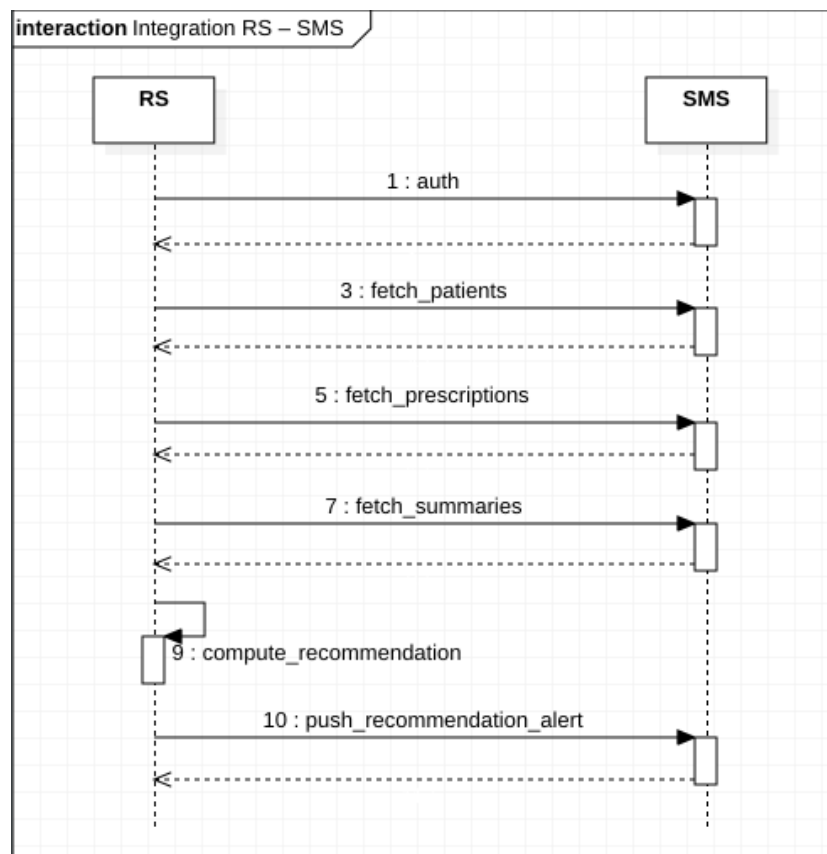 interaction Integration RS – SMS
RS
SMS
1 : auth
3 : fetch_patients
5 : fetch_prescriptions
7 : fetch_summaries
9 : compute_recommendation
10 : push_recommendation_alert